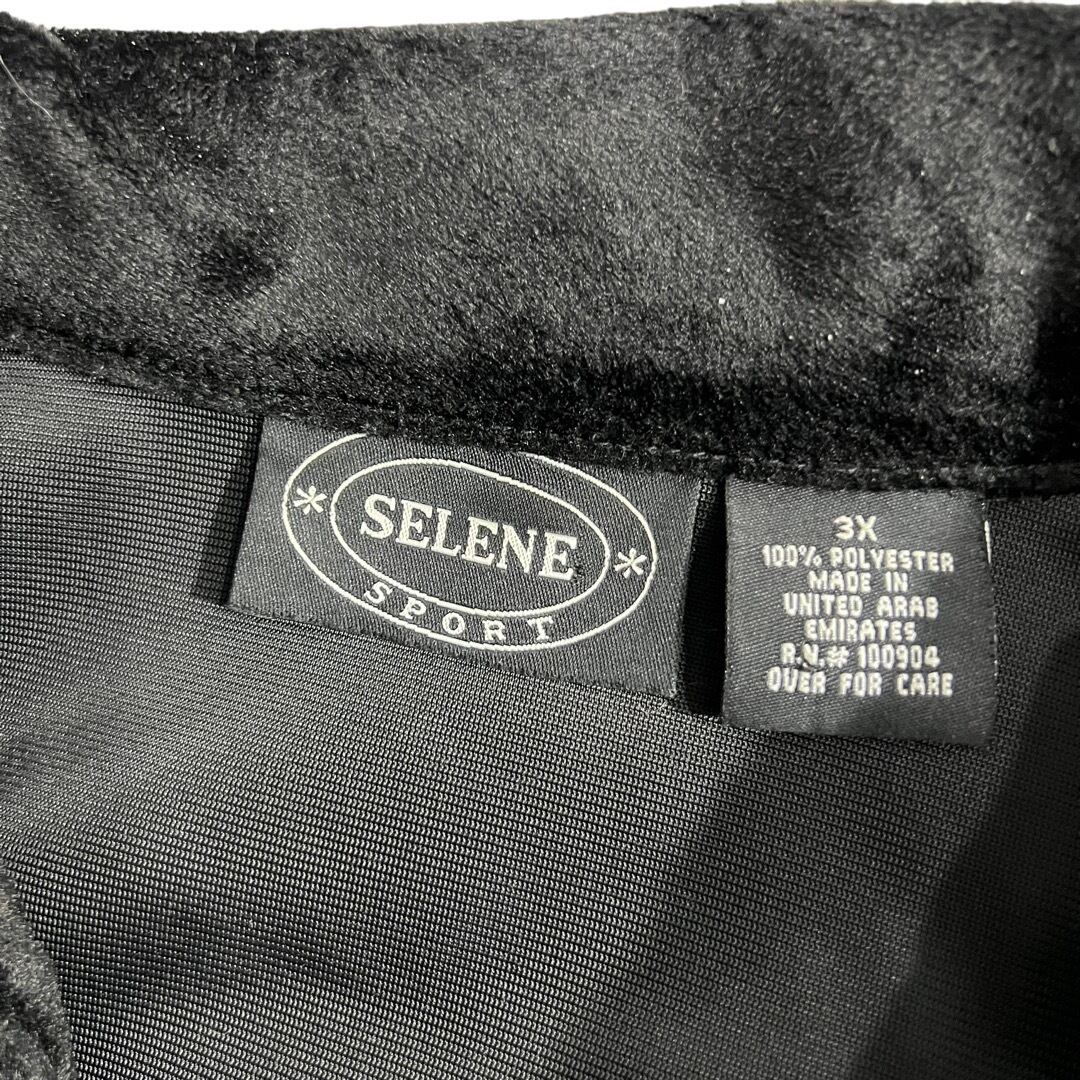 * SELENE *
SPORT
3X
100% POLYESTER
MADE IN
UNITED ARAB
EMIRATES
R.N.# 100904
OVER FOR CARE